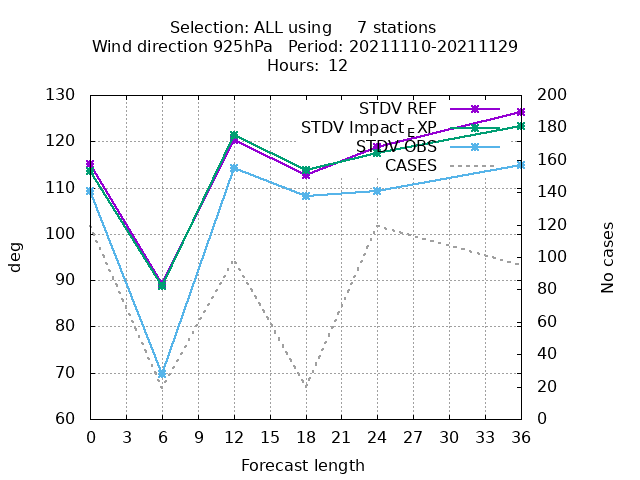 Selection: ALL using     7 stations
Wind direction 925hPa   Period: 20211110-20211129
Hours:  12
130
120
110
100
90
80
70
60
200
180
160
140
120
100
80
60
40
20
0
STDV REF
STDV Impact_EXP
STDV OBS
CASES
deg
No cases
0 3 6 9 12 15 18 21 24 27 30 33 36
Forecast length